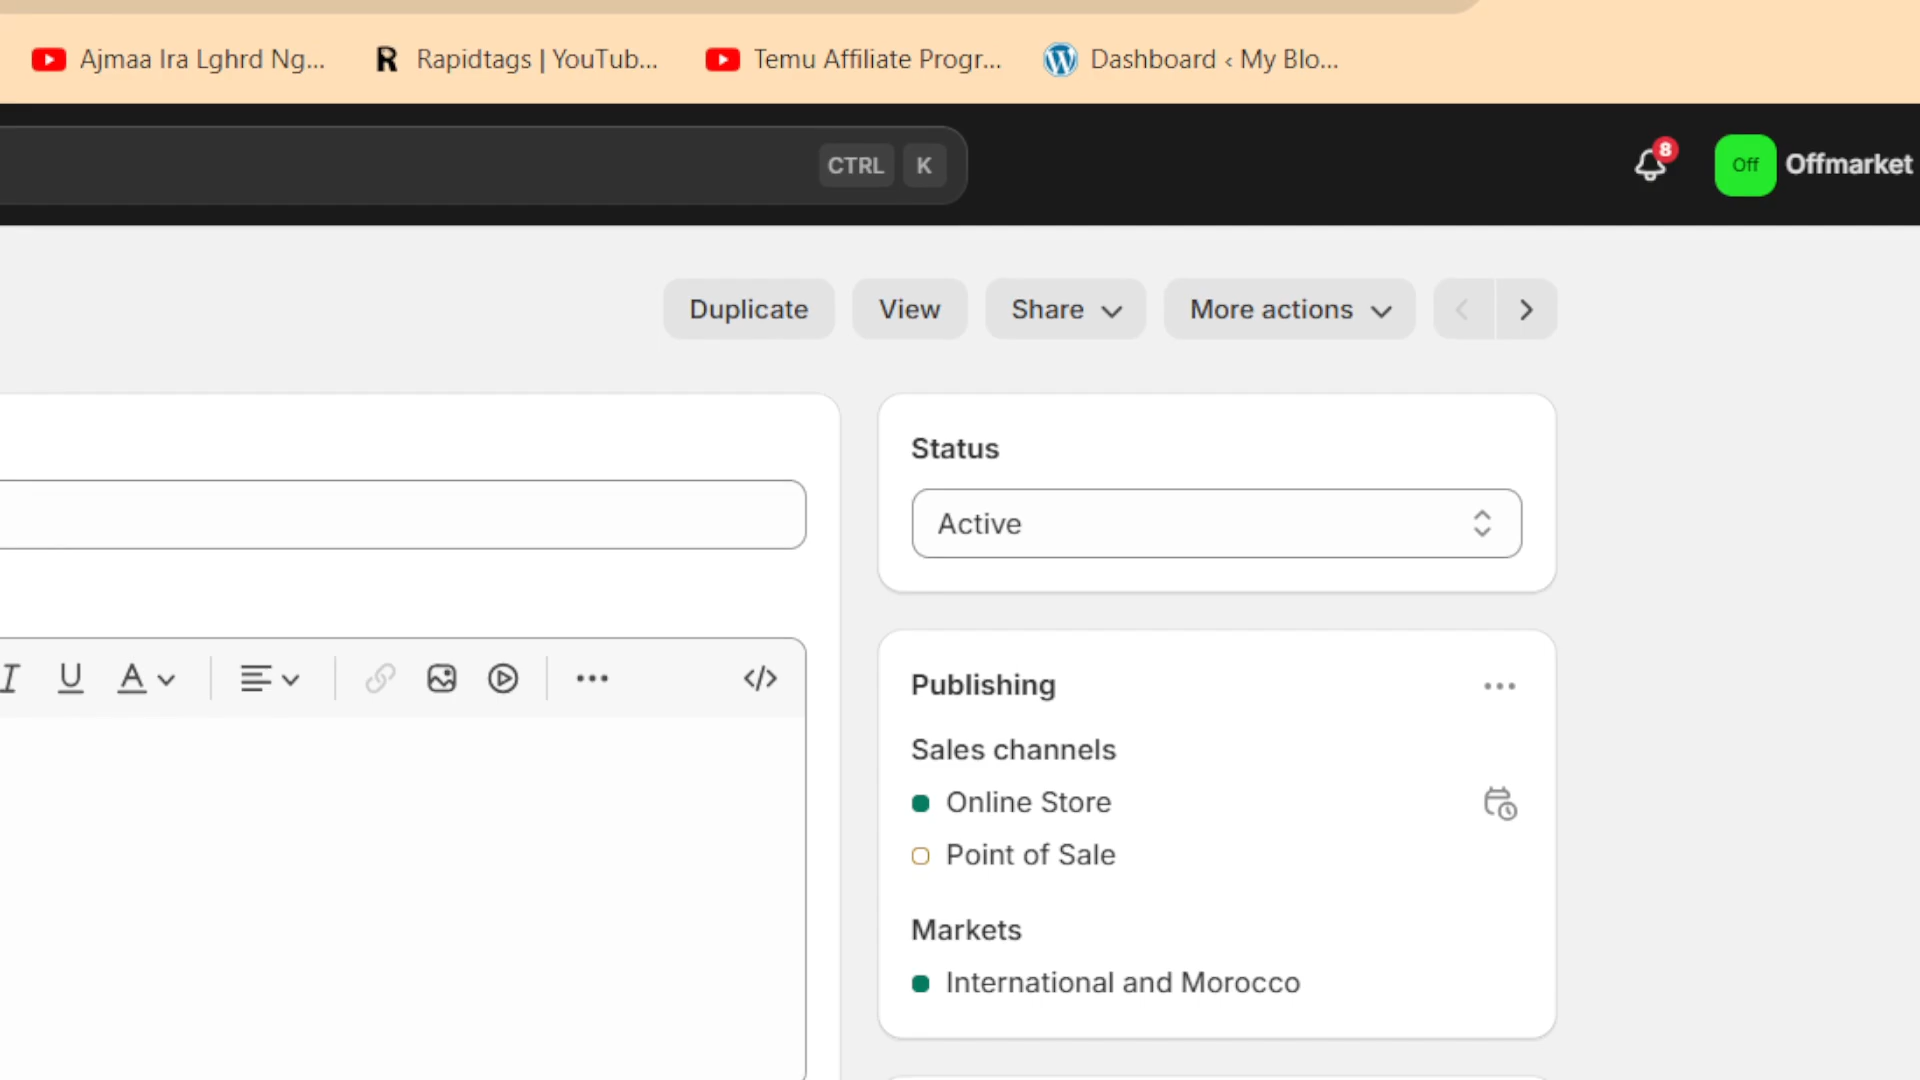 Ajmaa Ira Lghrd Ng... Rapidtags | YouTub... Temu Affiliate Progr... Dashboard ‹ My Blo...
CTRL K 8 Off Offmarket
Duplicate View Share More actions
Status
Active
Publishing
Sales channels
Online Store
Point of Sale
Markets
International and Morocco